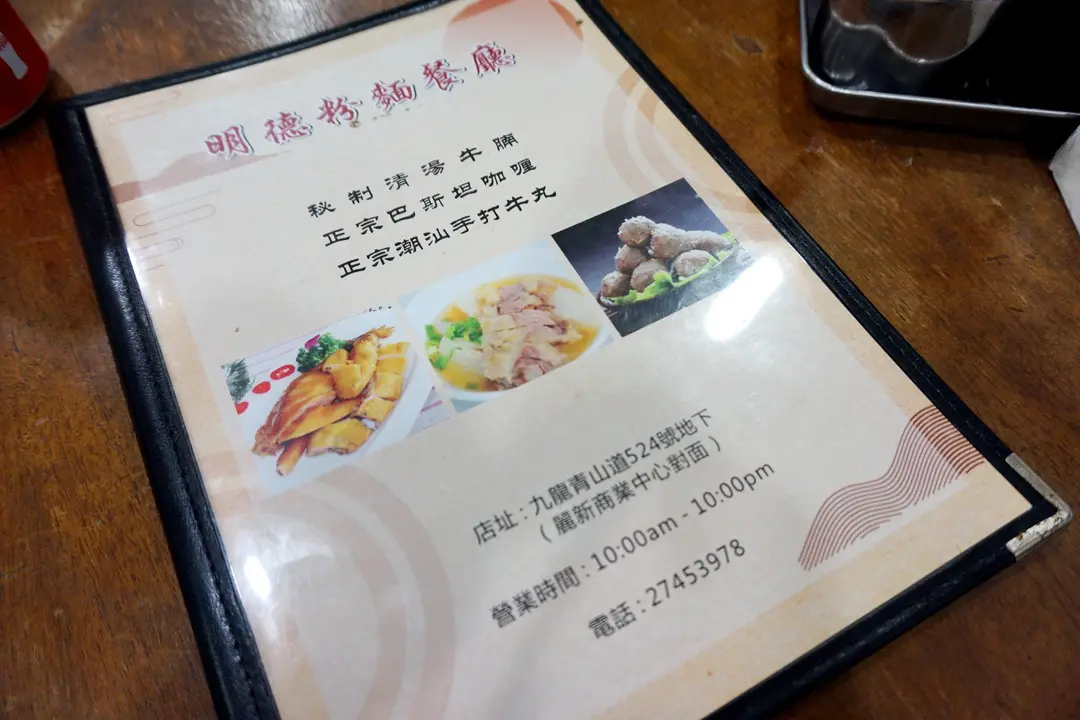 明德粉麵餐廳
秘制清湯牛腩
正宗巴斯坦咖喱
正宗潮汕手打牛丸
店址:九龍青山道524號地下
(麗新商業中心對面)
營業時間:10:00am - 10:00pm
電話:27453978